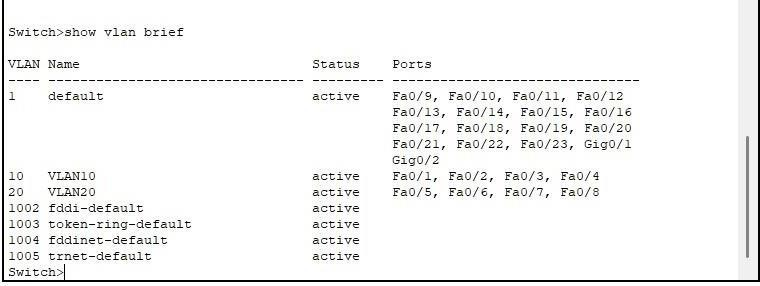 Switch>show vlan brief
VLAN Name Status Ports
---- -------------------------------- --------- -------------------------------
1 default active Fa0/9, Fa0/10, Fa0/11, Fa0/12
Fa0/13, Fa0/14, Fa0/15, Fa0/16
Fa0/17, Fa0/18, Fa0/19, Fa0/20
Fa0/21, Fa0/22, Fa0/23, Gig0/1
Gig0/2
10 VLAN10 active Fa0/1, Fa0/2, Fa0/3, Fa0/4
20 VLAN20 active Fa0/5, Fa0/6, Fa0/7, Fa0/8
1002 fddi-default active
1003 token-ring-default active
1004 fddinet-default active
1005 trnet-default active
Switch>